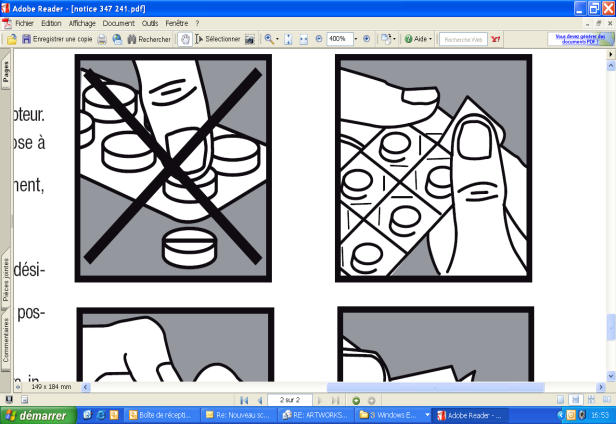 Adobe Reader - [notice 347 241.pdf]
Fichier Edition Affichage Document Outils Fenêtre ?
Enregistrer une copie Rechercher Sélectionner 400% Aide Recherche Web Y!
Vous devez générer des documents PDF !
Pages
pteur.
ose à
ment,
dési-
pos-
Pièces jointes
Commentaires
149 x 184 mm
2 sur 2
démarrer Boîte de récepti... RE: Nouveau sc... RE: ARTWORKS... 3 Windows E... Adobe Reader - ... 16:53